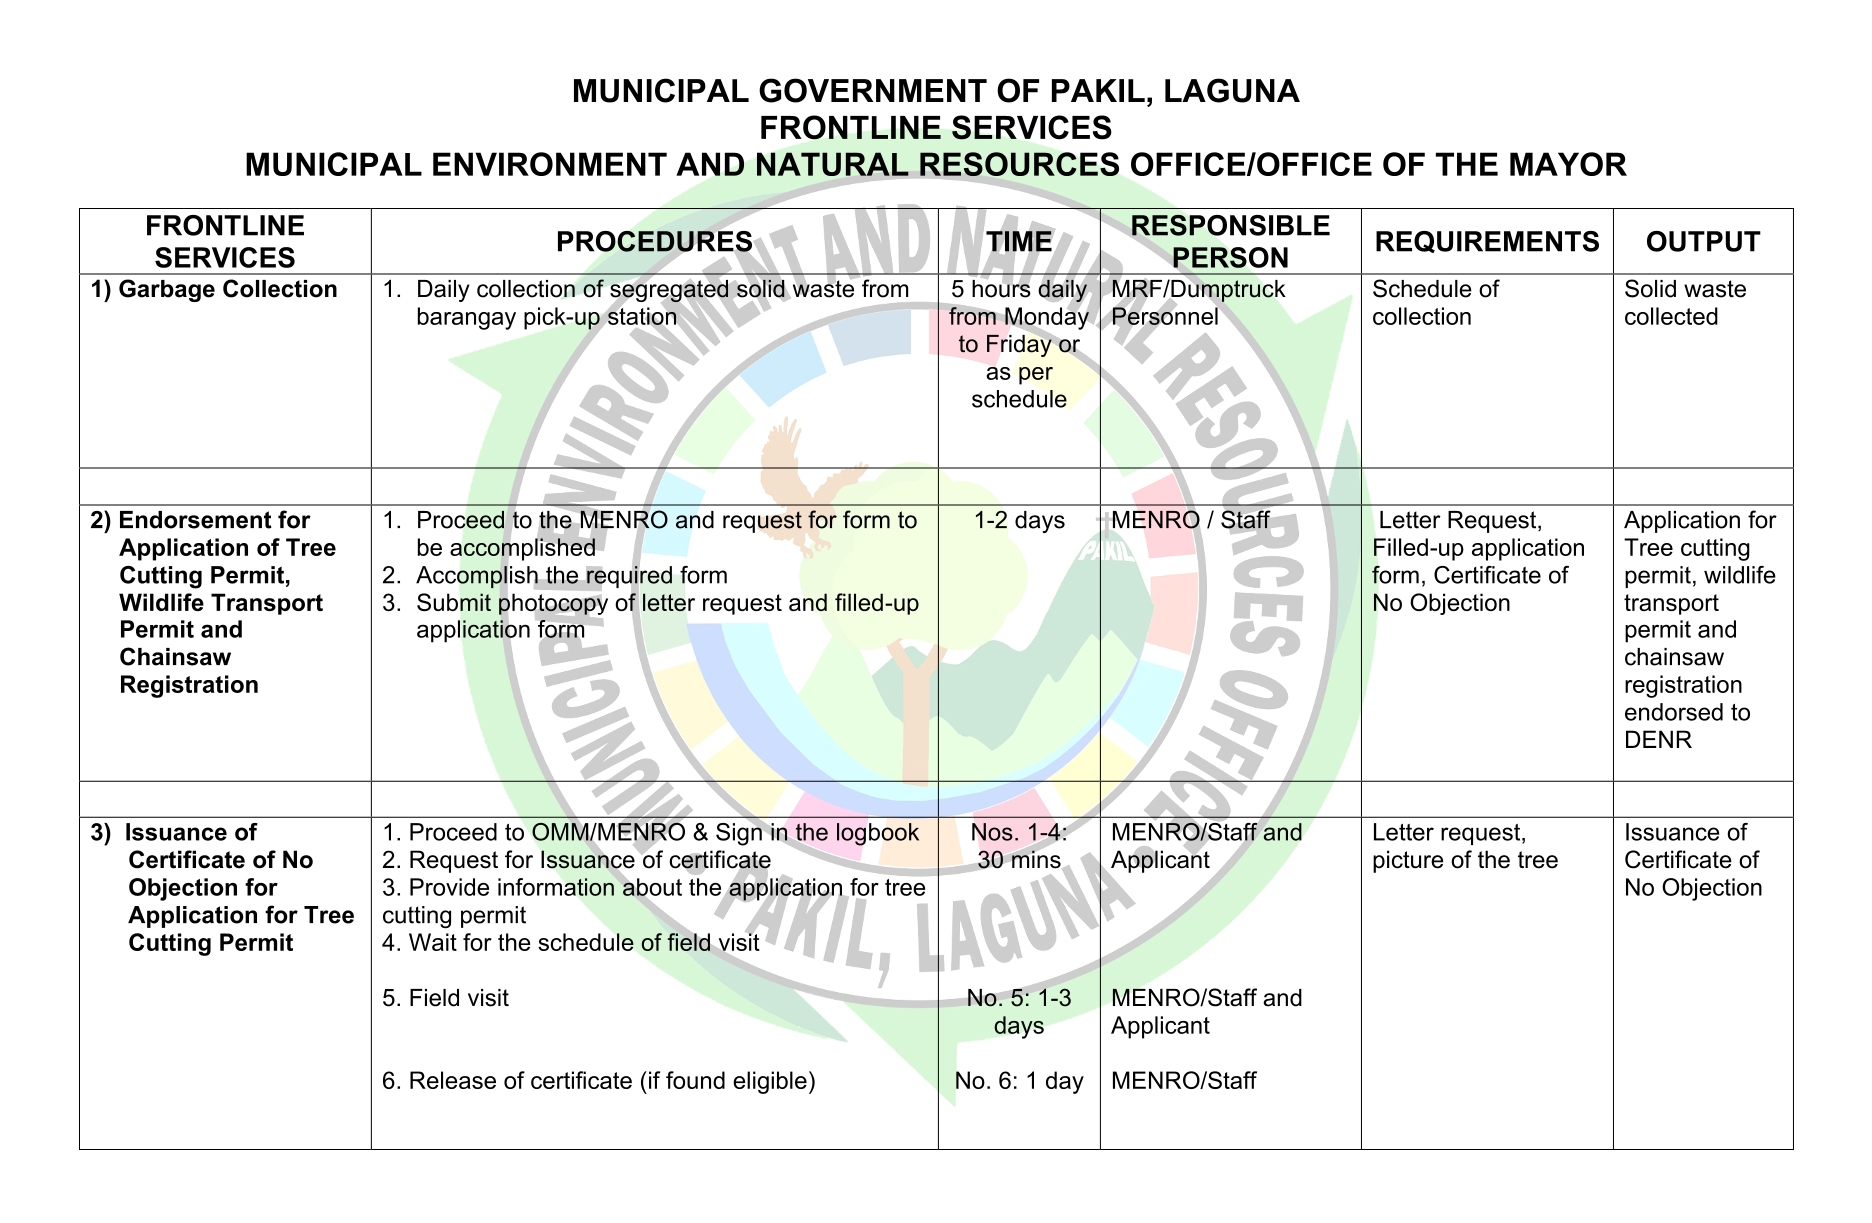 MUNICIPAL GOVERNMENT OF PAKIL, LAGUNA
FRONTLINE SERVICES
MUNICIPAL ENVIRONMENT AND NATURAL RESOURCES OFFICE/OFFICE OF THE MAYOR
FRONTLINE
SERVICES
PROCEDURES
TIME
RESPONSIBLE
PERSON
REQUIREMENTS
OUTPUT
1) Garbage Collection
1. Daily collection of segregated solid waste from
barangay pick-up station
5 hours daily
from Monday
to Friday or
as per
schedule
MRF/Dumptruck
Personnel
Schedule of
collection
Solid waste
collected
2) Endorsement for
Application of Tree
Cutting Permit,
Wildlife Transport
Permit and
Chainsaw
Registration
1. Proceed to the MENRO and request for form to
be accomplished
2. Accomplish the required form
3. Submit photocopy of letter request and filled-up
application form
1-2 days
MENRO / Staff
Letter Request,
Filled-up application
form, Certificate of
No Objection
Application for
Tree cutting
permit, wildlife
transport
permit and
chainsaw
registration
endorsed to
DENR
3) Issuance of
Certificate of No
Objection for
Application for Tree
Cutting Permit
1. Proceed to OMM/MENRO & Sign in the logbook
2. Request for Issuance of certificate
3. Provide information about the application for tree
cutting permit
4. Wait for the schedule of field visit
5. Field visit
6. Release of certificate (if found eligible)
Nos. 1-4:
30 mins
No. 5: 1-3
days
No. 6: 1 day
MENRO/Staff and
Applicant
MENRO/Staff and
Applicant
MENRO/Staff
Letter request,
picture of the tree
Issuance of
Certificate of
No Objection
MUNICIPAL ENVIRONMENT AND NATURAL RESOURCES OFFICE
PAKIL, LAGUNA
PAKIL